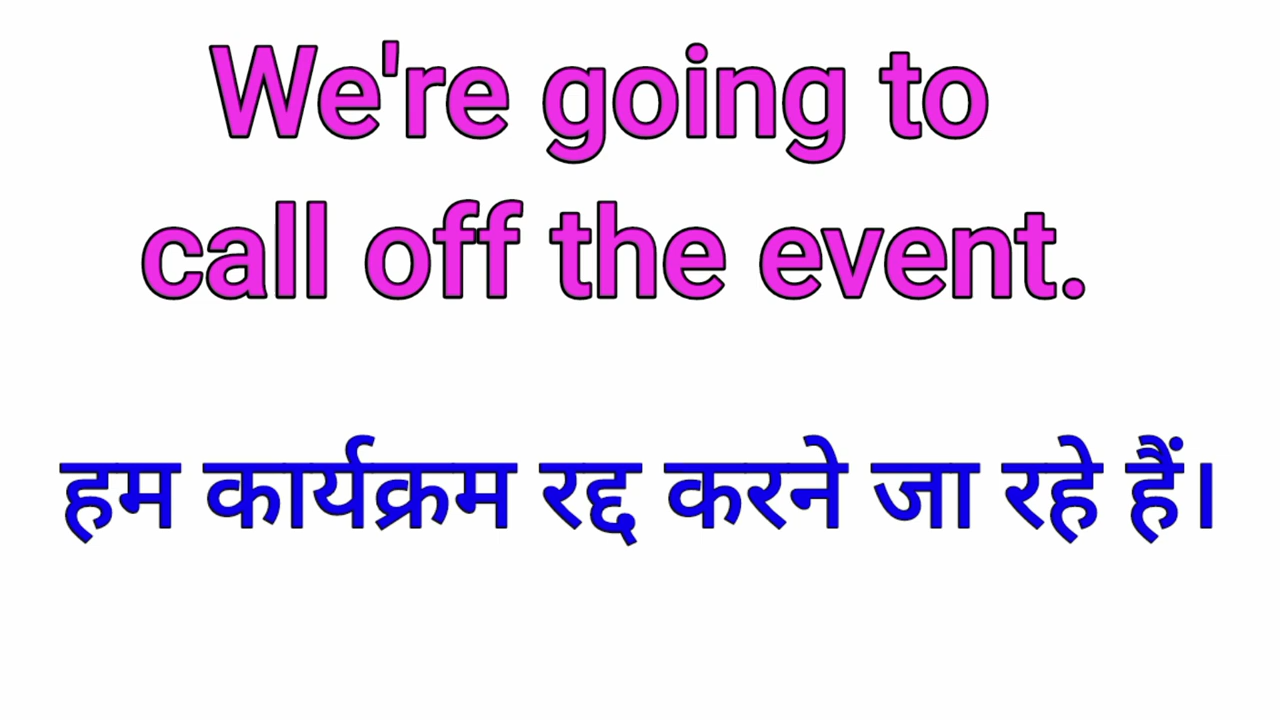 We're going to
call off the event.
हम कार्यक्रम रद्द करने जा रहे हैं।